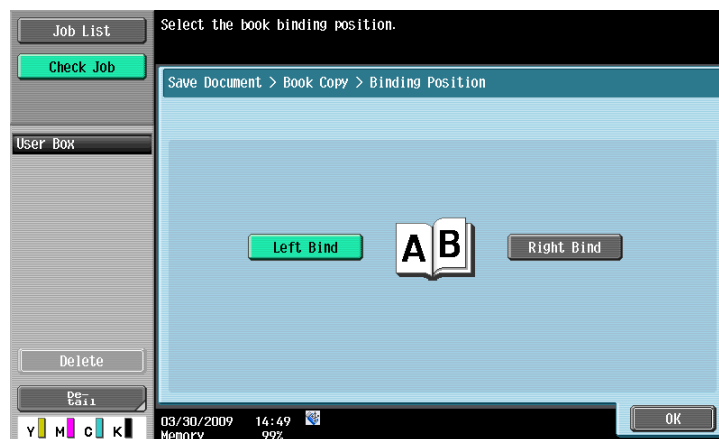 Job List
Select the book binding position.
Check Job
Save Document > Book Copy > Binding Position
User Box
Left Bind
A B
Right Bind
Delete
De-
tail
03/30/2009 14:49
Memory 99%
Y M C K
OK